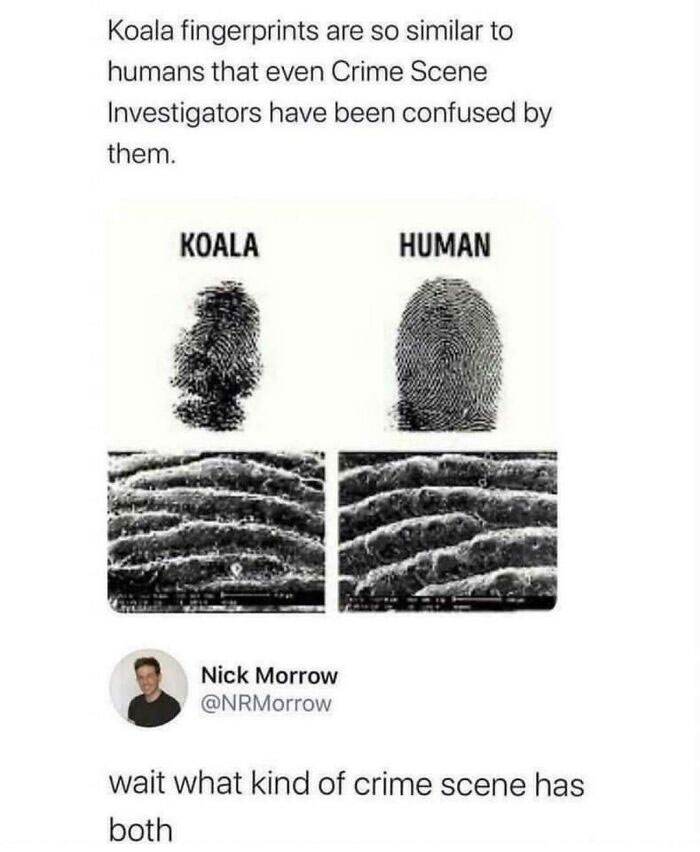 Koala fingerprints are so similar to
humans that even Crime Scene
Investigators have been confused by
them.
KOALA
HUMAN
Nick Morrow
@NRMorrow
wait what kind of crime scene has
both